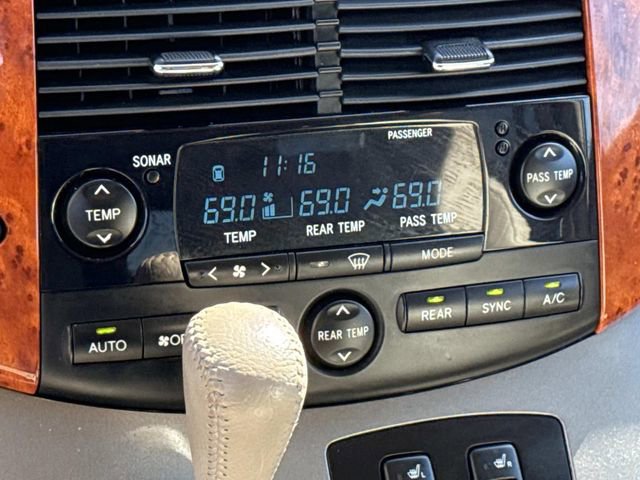 PASSENGER
SONAR
11:16
69.0 69.0 69.0
TEMP REAR TEMP PASS TEMP
TEMP
PASS TEMP
MODE
AUTO
REAR TEMP
REAR SYNC A/C
L R